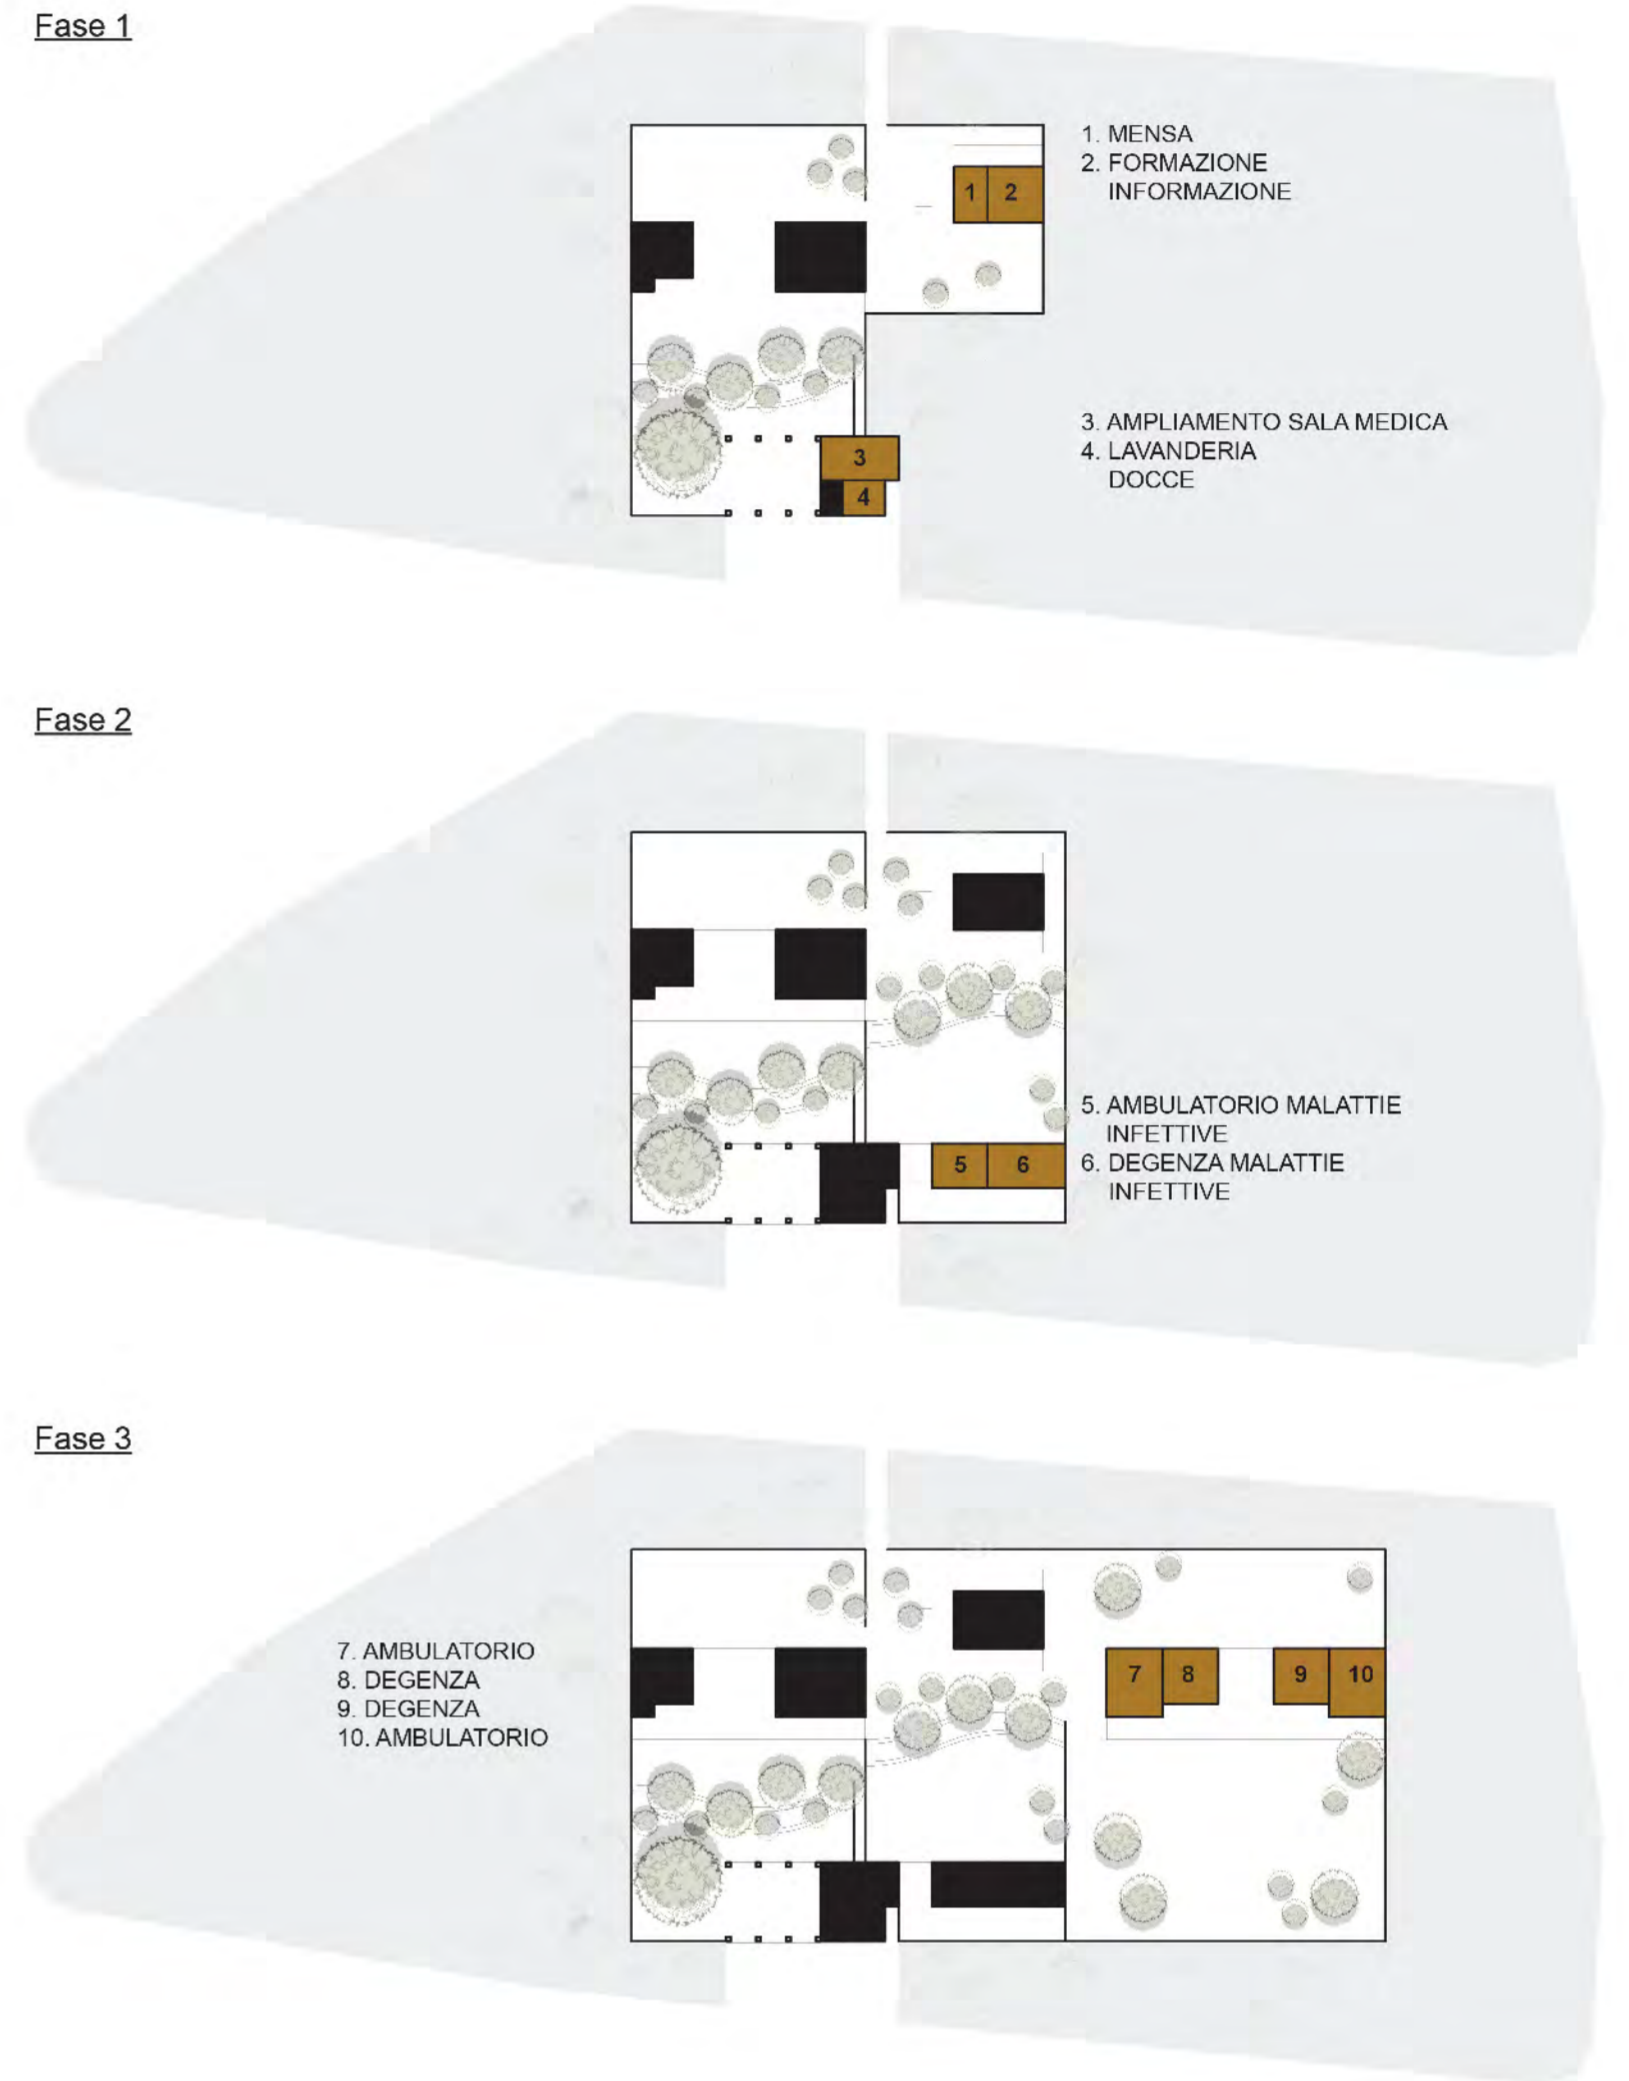 Fase 1
1. MENSA
2. FORMAZIONE
INFORMAZIONE
1 2
3. AMPLIAMENTO SALA MEDICA
4. LAVANDERIA
DOCCE
3
4
Fase 2
5. AMBULATORIO MALATTIE
INFETTIVE
6. DEGENZA MALATTIE
INFETTIVE
5 6
Fase 3
7. AMBULATORIO
8. DEGENZA
9. DEGENZA
10. AMBULATORIO
7 8 9 10